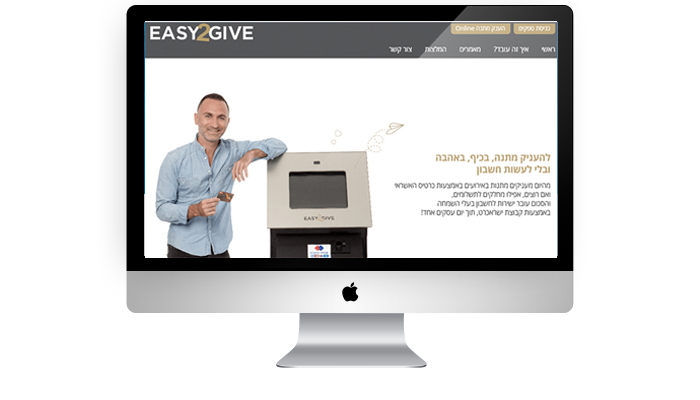 EASY2GIVE
הענק מתנה Online
כניסת ספקים
ראשי
איך זה עובד?
מאמרים
המלצות
צור קשר
להעניק מתנה, בכיף, באהבה
ובלי לעשות חשבון
מהיום מעניקים מתנות באירועים באמצעות כרטיס האשראי
ואם רוצים, אפילו מחלקים לתשלומים,
והסכום עובר ישירות לחשבון בעלי השמחה
באמצעות קבוצת ישראכרט, תוך יום עסקים אחד!
EASY2GIVE